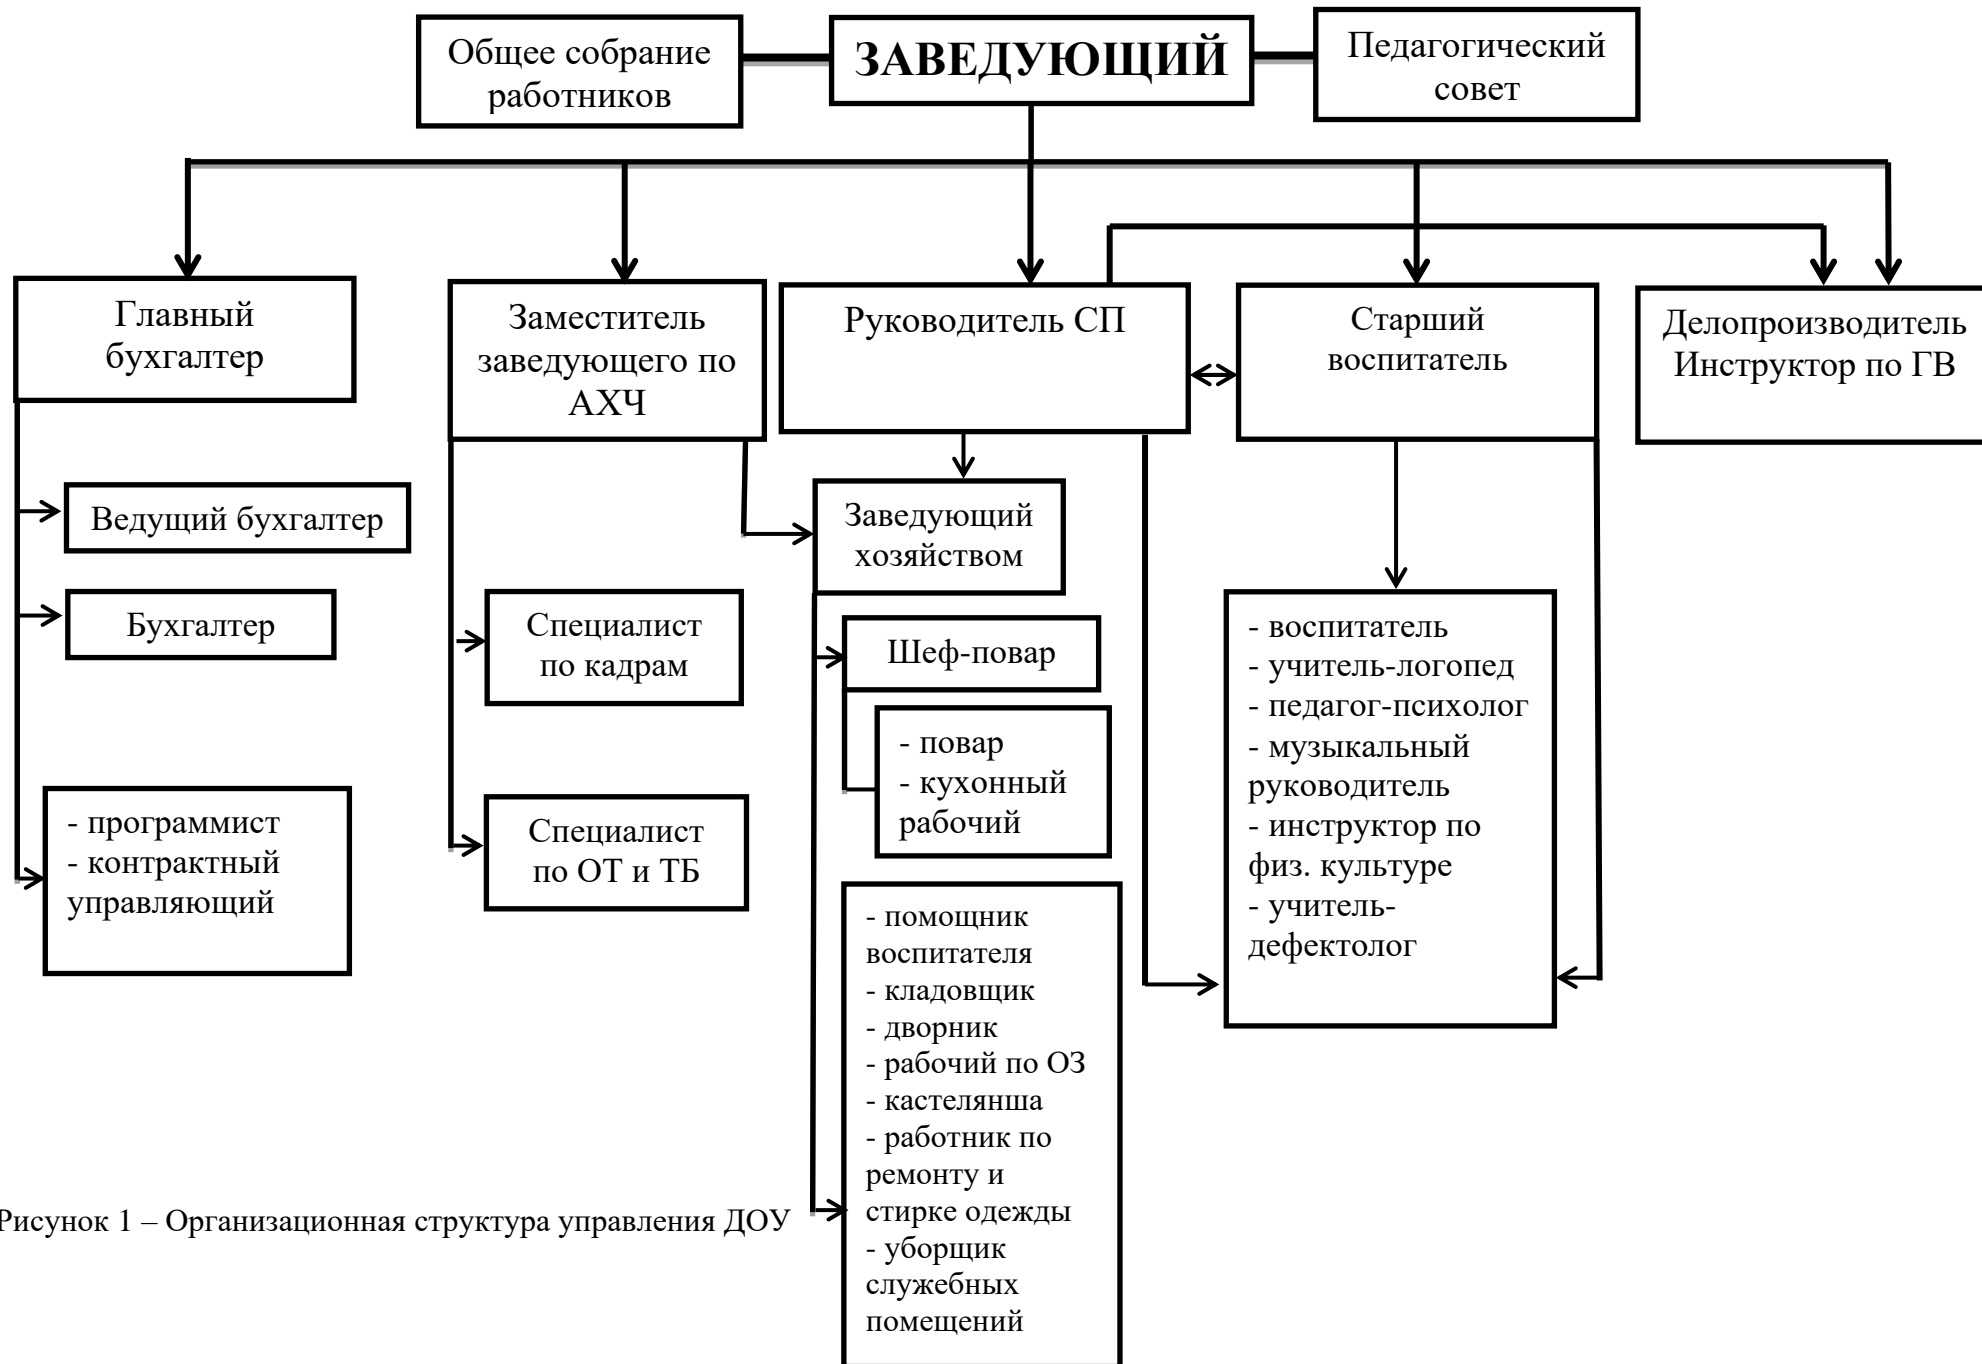 Общее собрание
работников
ЗАВЕДУЮЩИЙ
Педагогический
совет
Главный
бухгалтер
Заместитель
заведующего по
АХЧ
Руководитель СП
Старший
воспитатель
Делопроизводитель
Инструктор по ГВ
Ведущий бухгалтер
Бухгалтер
- программист
- контрактный
управляющий
Специалист
по кадрам
Специалист
по ОТ и ТБ
Заведующий
хозяйством
Шеф-повар
- повар
- кухонный
рабочий
- помощник
воспитателя
- кладовщик
- дворник
- рабочий по ОЗ
- кастелянша
- работник по
ремонту и
стирке одежды
- уборщик
служебных
помещений
- воспитатель
- учитель-логопед
- педагог-психолог
- музыкальный
руководитель
- инструктор по
физ. культуре
- учитель-
дефектолог
Рисунок 1 – Организационная структура управления ДОУ